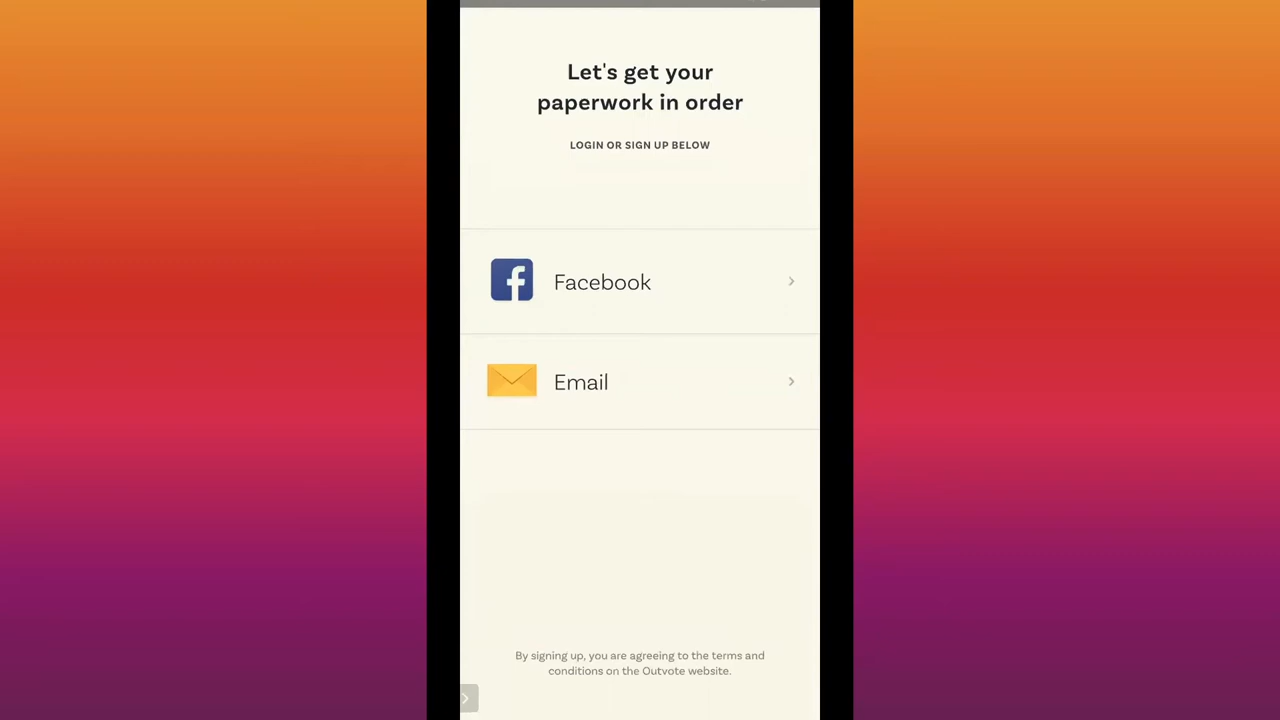 Let's get your
paperwork in order
LOGIN OR SIGN UP BELOW
Facebook
Email
By signing up, you are agreeing to the terms and
conditions on the Outvote website.